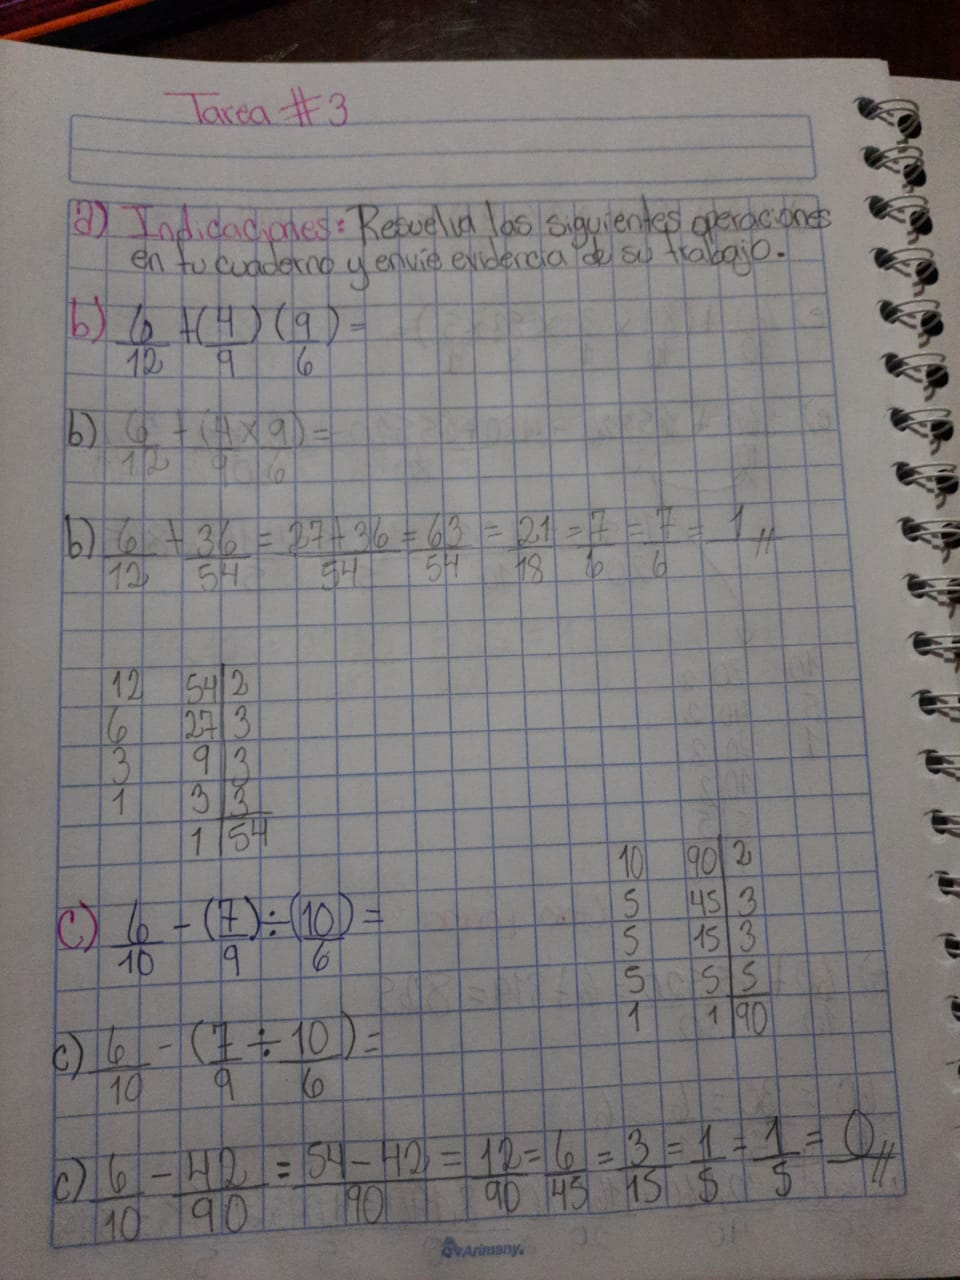 Tarea #3
a) Indicaciones: Resuelva las siguientes operaciones
en tu cuaderno y envie evidencia de su trabajo.
b) 6/12 + (4/9) (9/6) =
b) 6/12 + (4/9 × 9/6) =
b) 6/12 + 36/54 = 27+36/54 = 63/54 = 21/18 = 7/6 = 7/6 = 1
12 54 | 2
6 27 | 3
3 9 | 3
1 3 | 3
1 | 54
10 90 | 2
5 45 | 3
5 15 | 3
5 5 | 5
1 1 | 90
c) 6/10 - (7/9) ÷ (10/6) =
c) 6/10 - (7/9 ÷ 10/6) =
c) 6/10 - 42/90 = 54-42/90 = 12/90 = 6/45 = 3/15 = 1/5 = 1/5 = 0
Arimany.